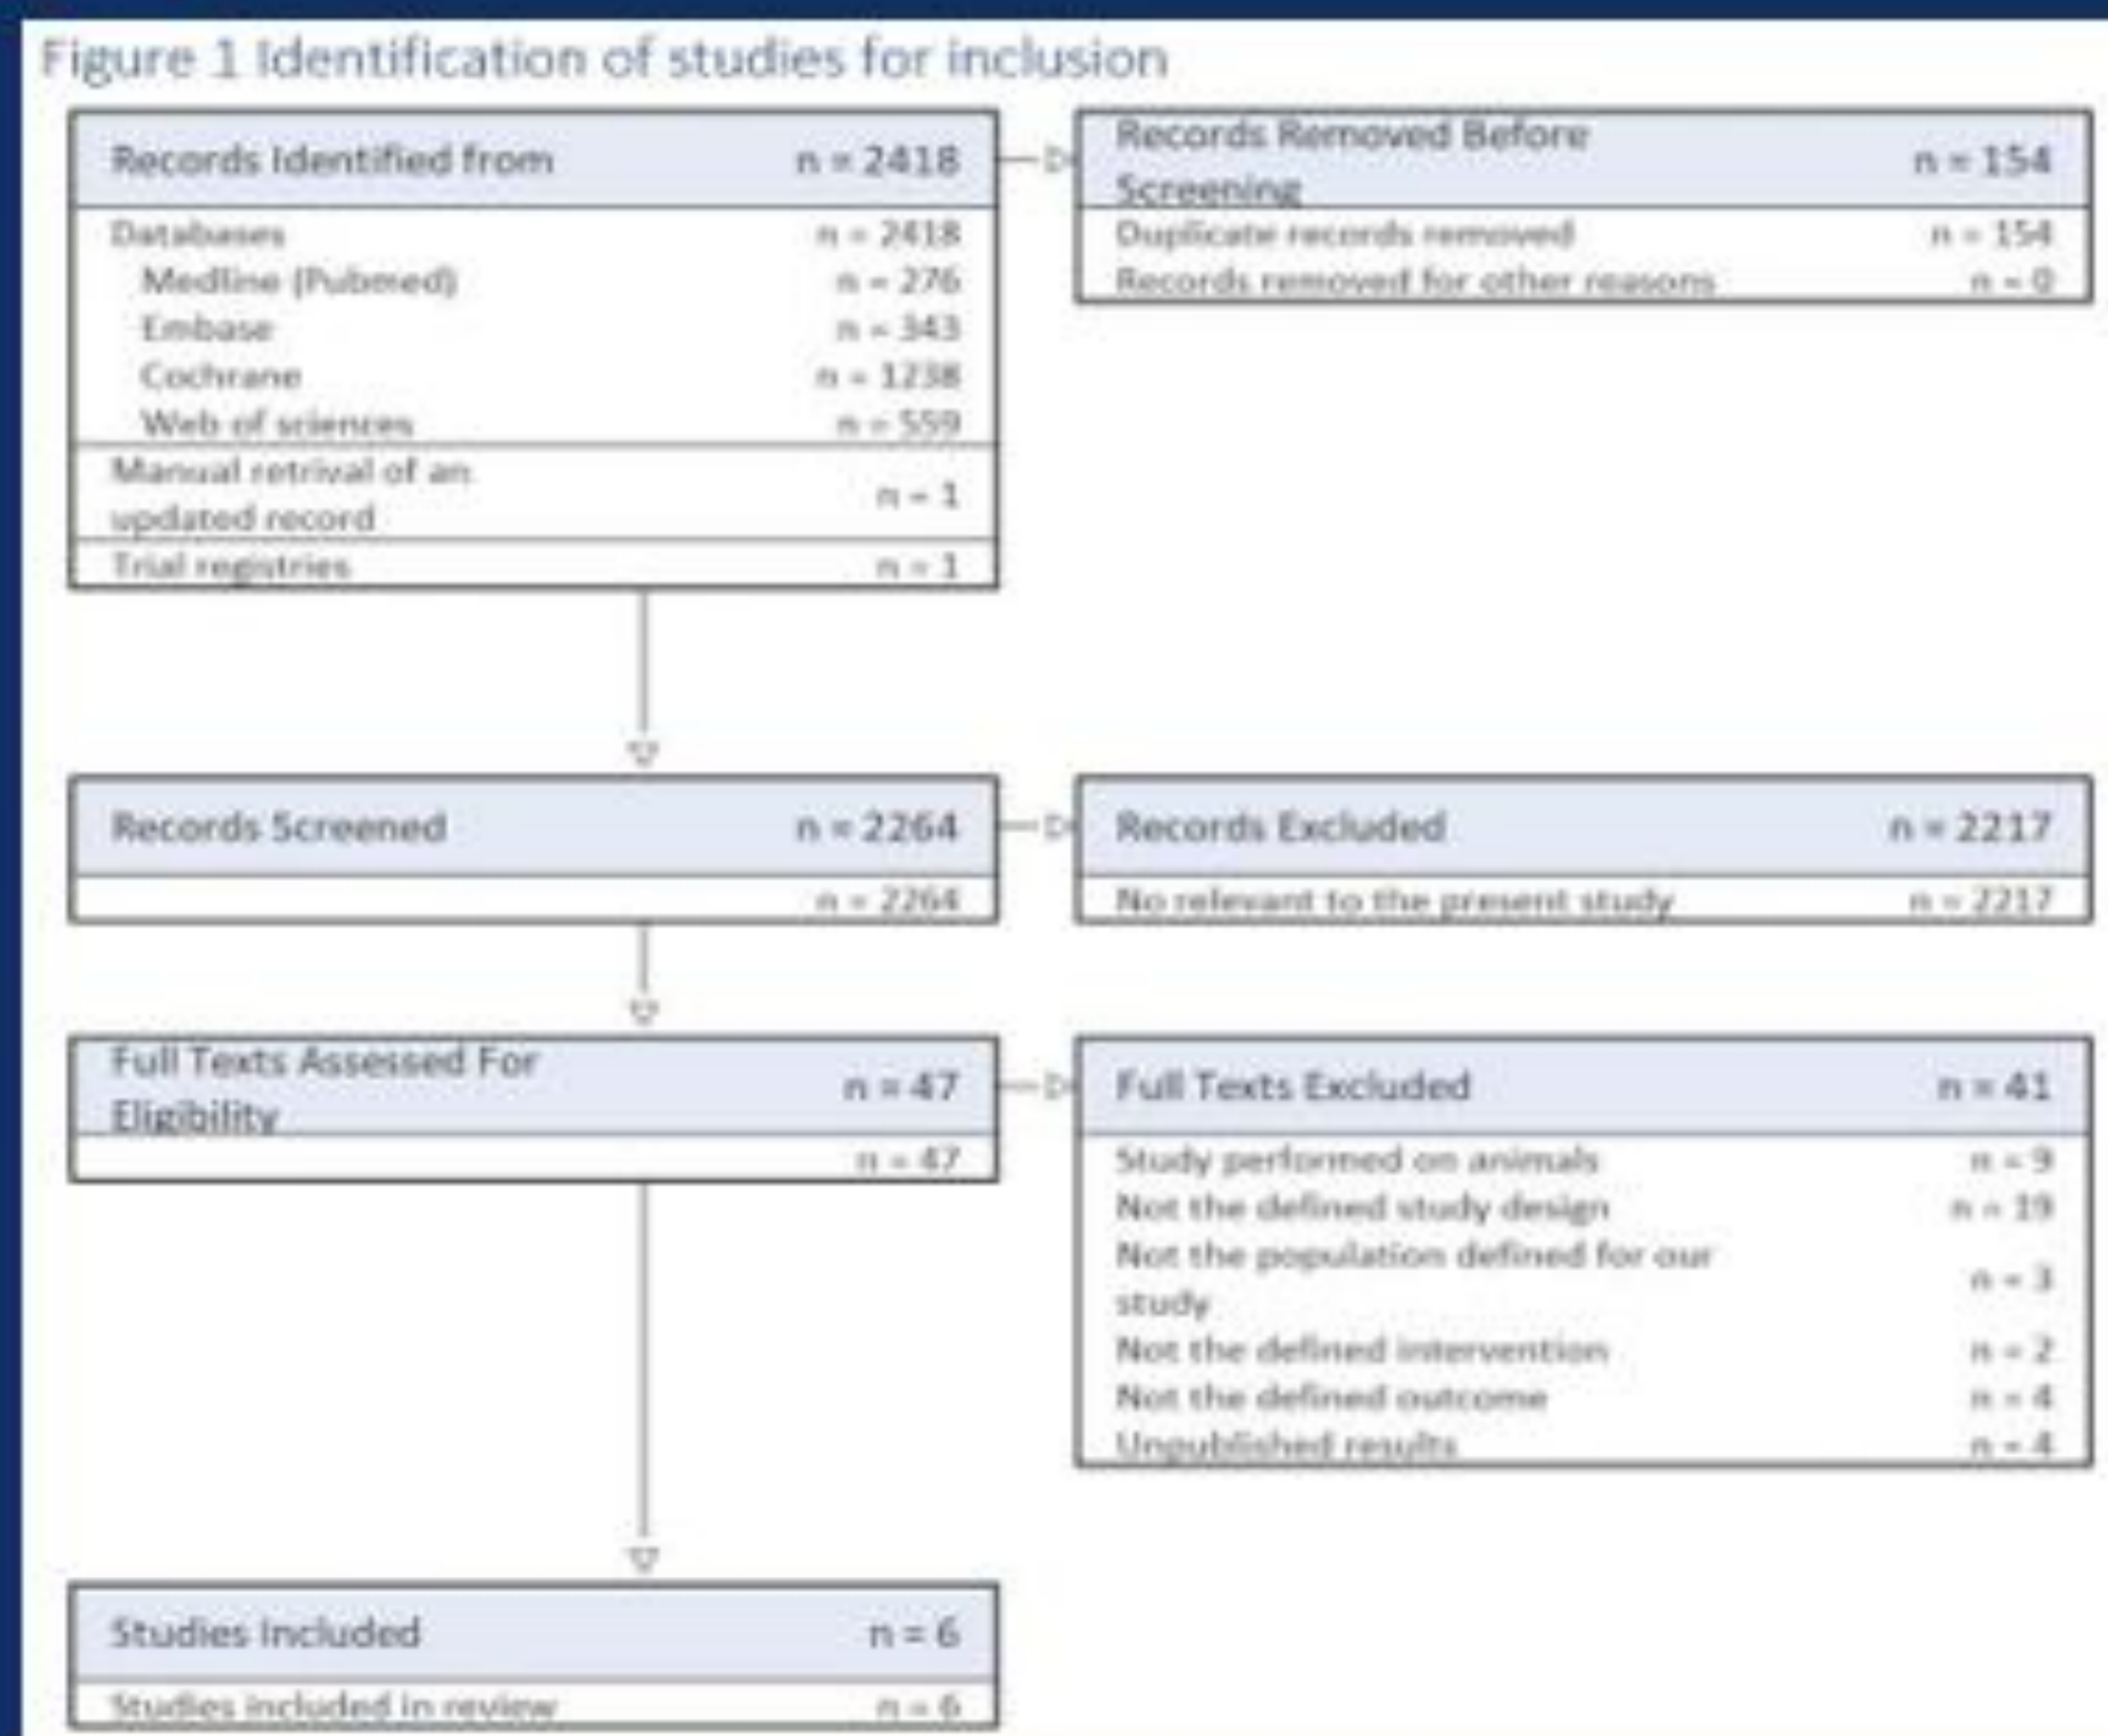 Figure 1 Identification of studies for inclusion
Records Identified from n = 2418
Databases n = 2418
Medline (Pubmed) n = 276
Embase n = 343
Cochrane n = 1238
Web of sciences n = 559
Manual retrival of an
updated record n = 1
Trial registries n = 1
Records Removed Before
Screening n = 154
Duplicate records removed n = 154
Records removed for other reasons n = 0
Records Screened n = 2264
n = 2264
Records Excluded n = 2217
No relevant to the present study n = 2217
Full Texts Assessed For
Eligibility n = 47
n = 47
Full Texts Excluded n = 41
Study performed on animals n = 9
Not the defined study design n = 19
Not the population defined for our
study n = 3
Not the defined intervention n = 2
Not the defined outcome n = 4
Unpublished results n = 4
Studies Included n = 6
Studies included in review n = 6